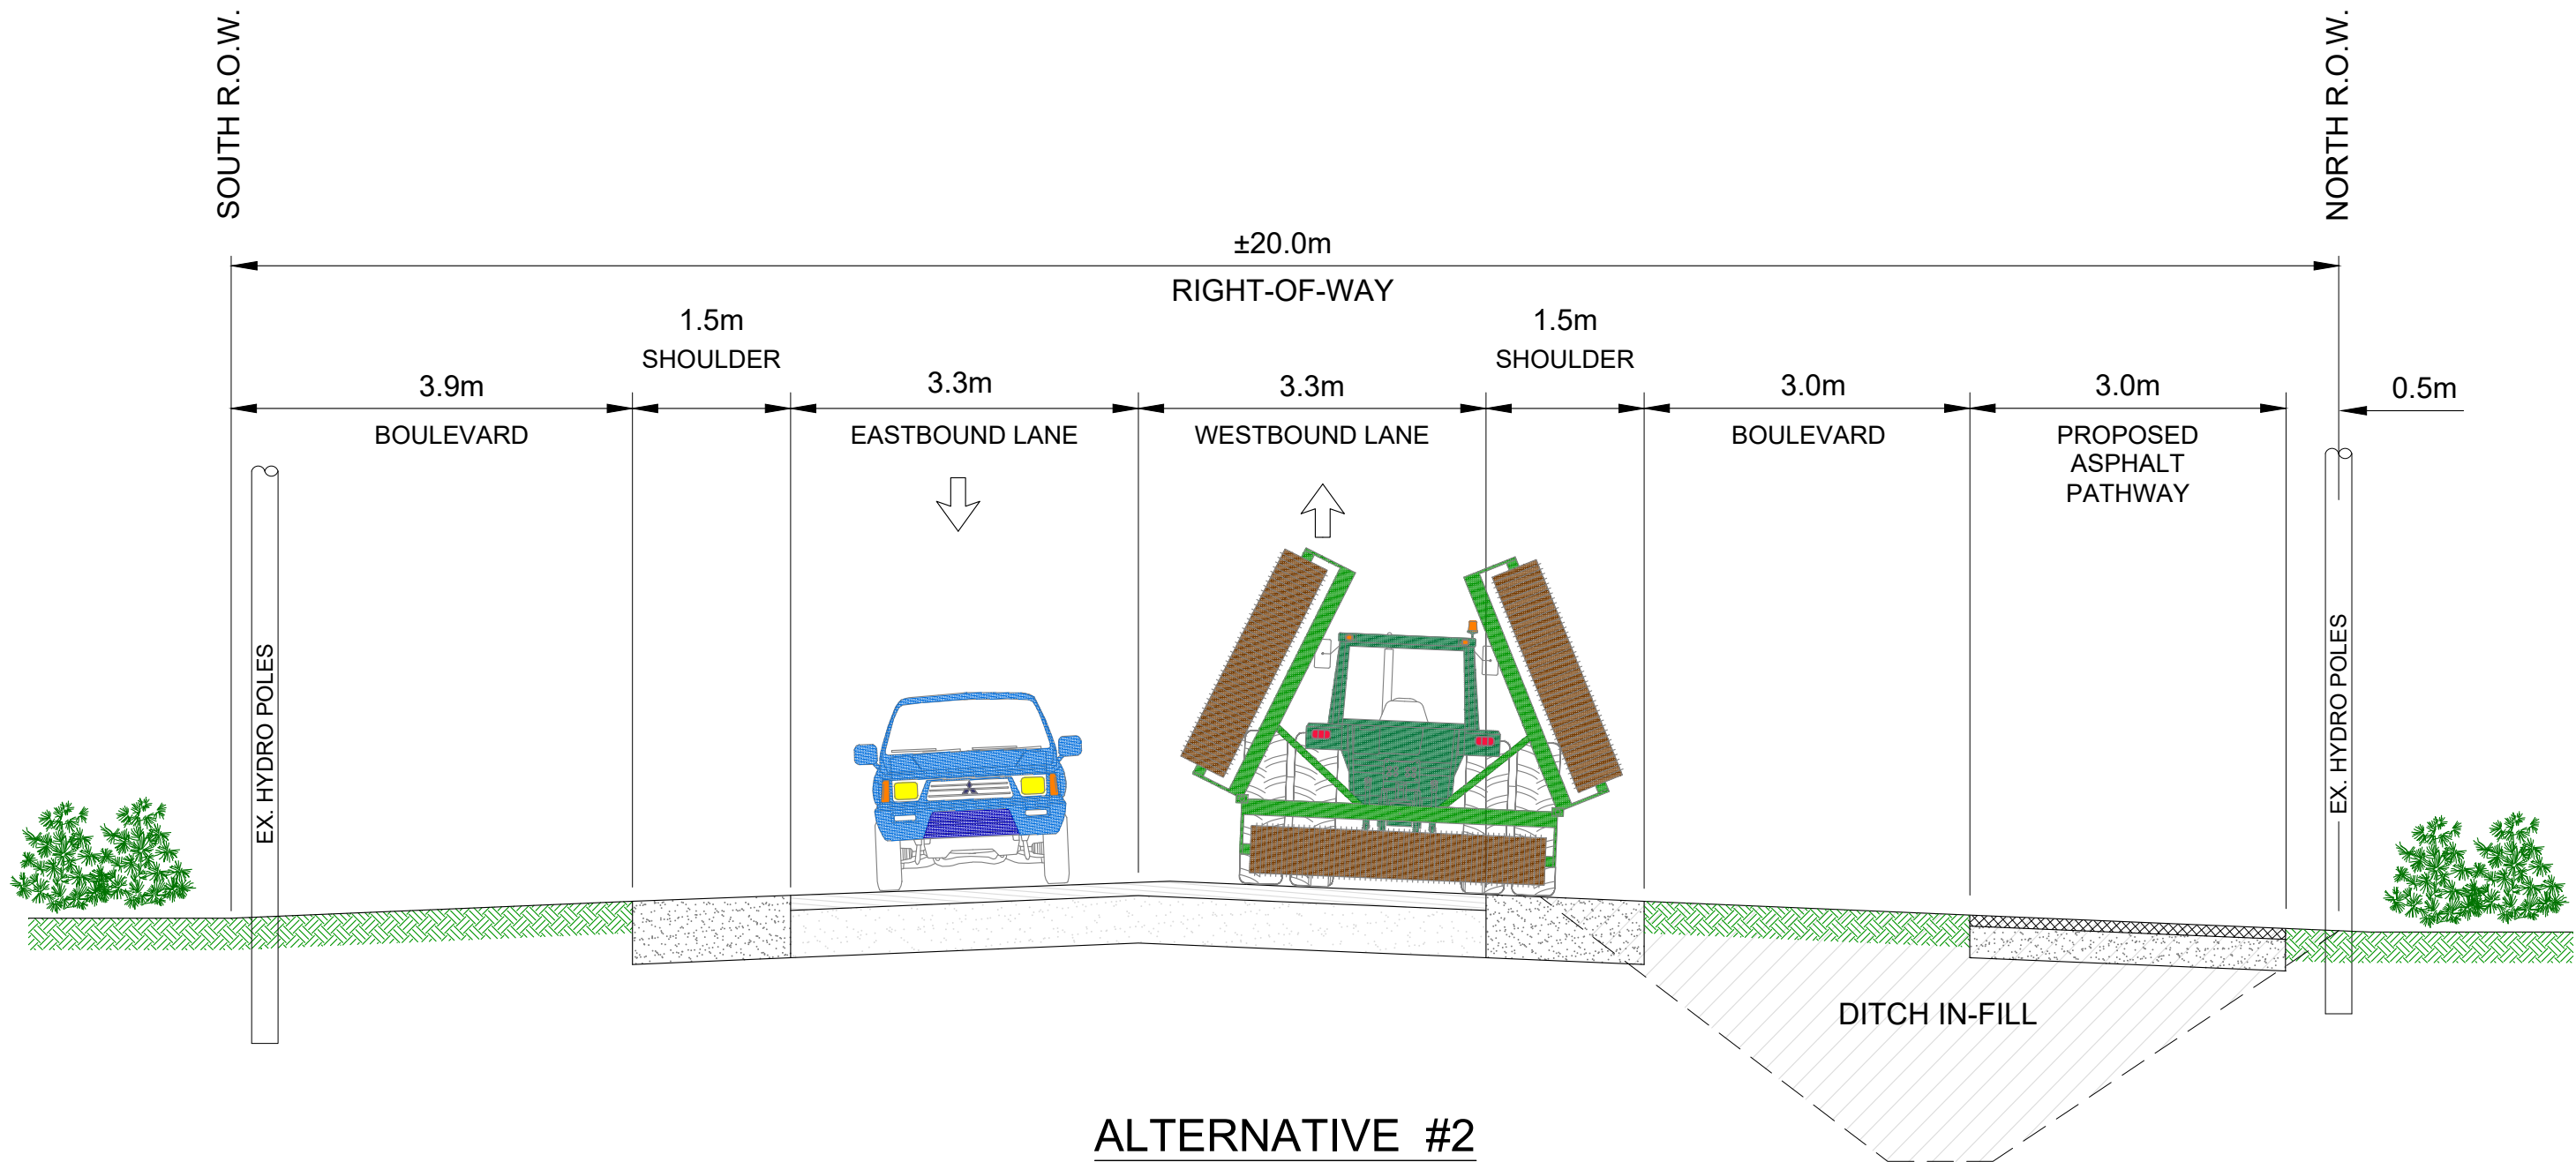 SOUTH R.O.W.
NORTH R.O.W.
±20.0m
RIGHT-OF-WAY
1.5m
SHOULDER
1.5m
SHOULDER
3.9m
BOULEVARD
3.3m
EASTBOUND LANE
3.3m
WESTBOUND LANE
3.0m
BOULEVARD
3.0m
PROPOSED
ASPHALT
PATHWAY
0.5m
EX. HYDRO POLES
EX. HYDRO POLES
DITCH IN-FILL
ALTERNATIVE #2